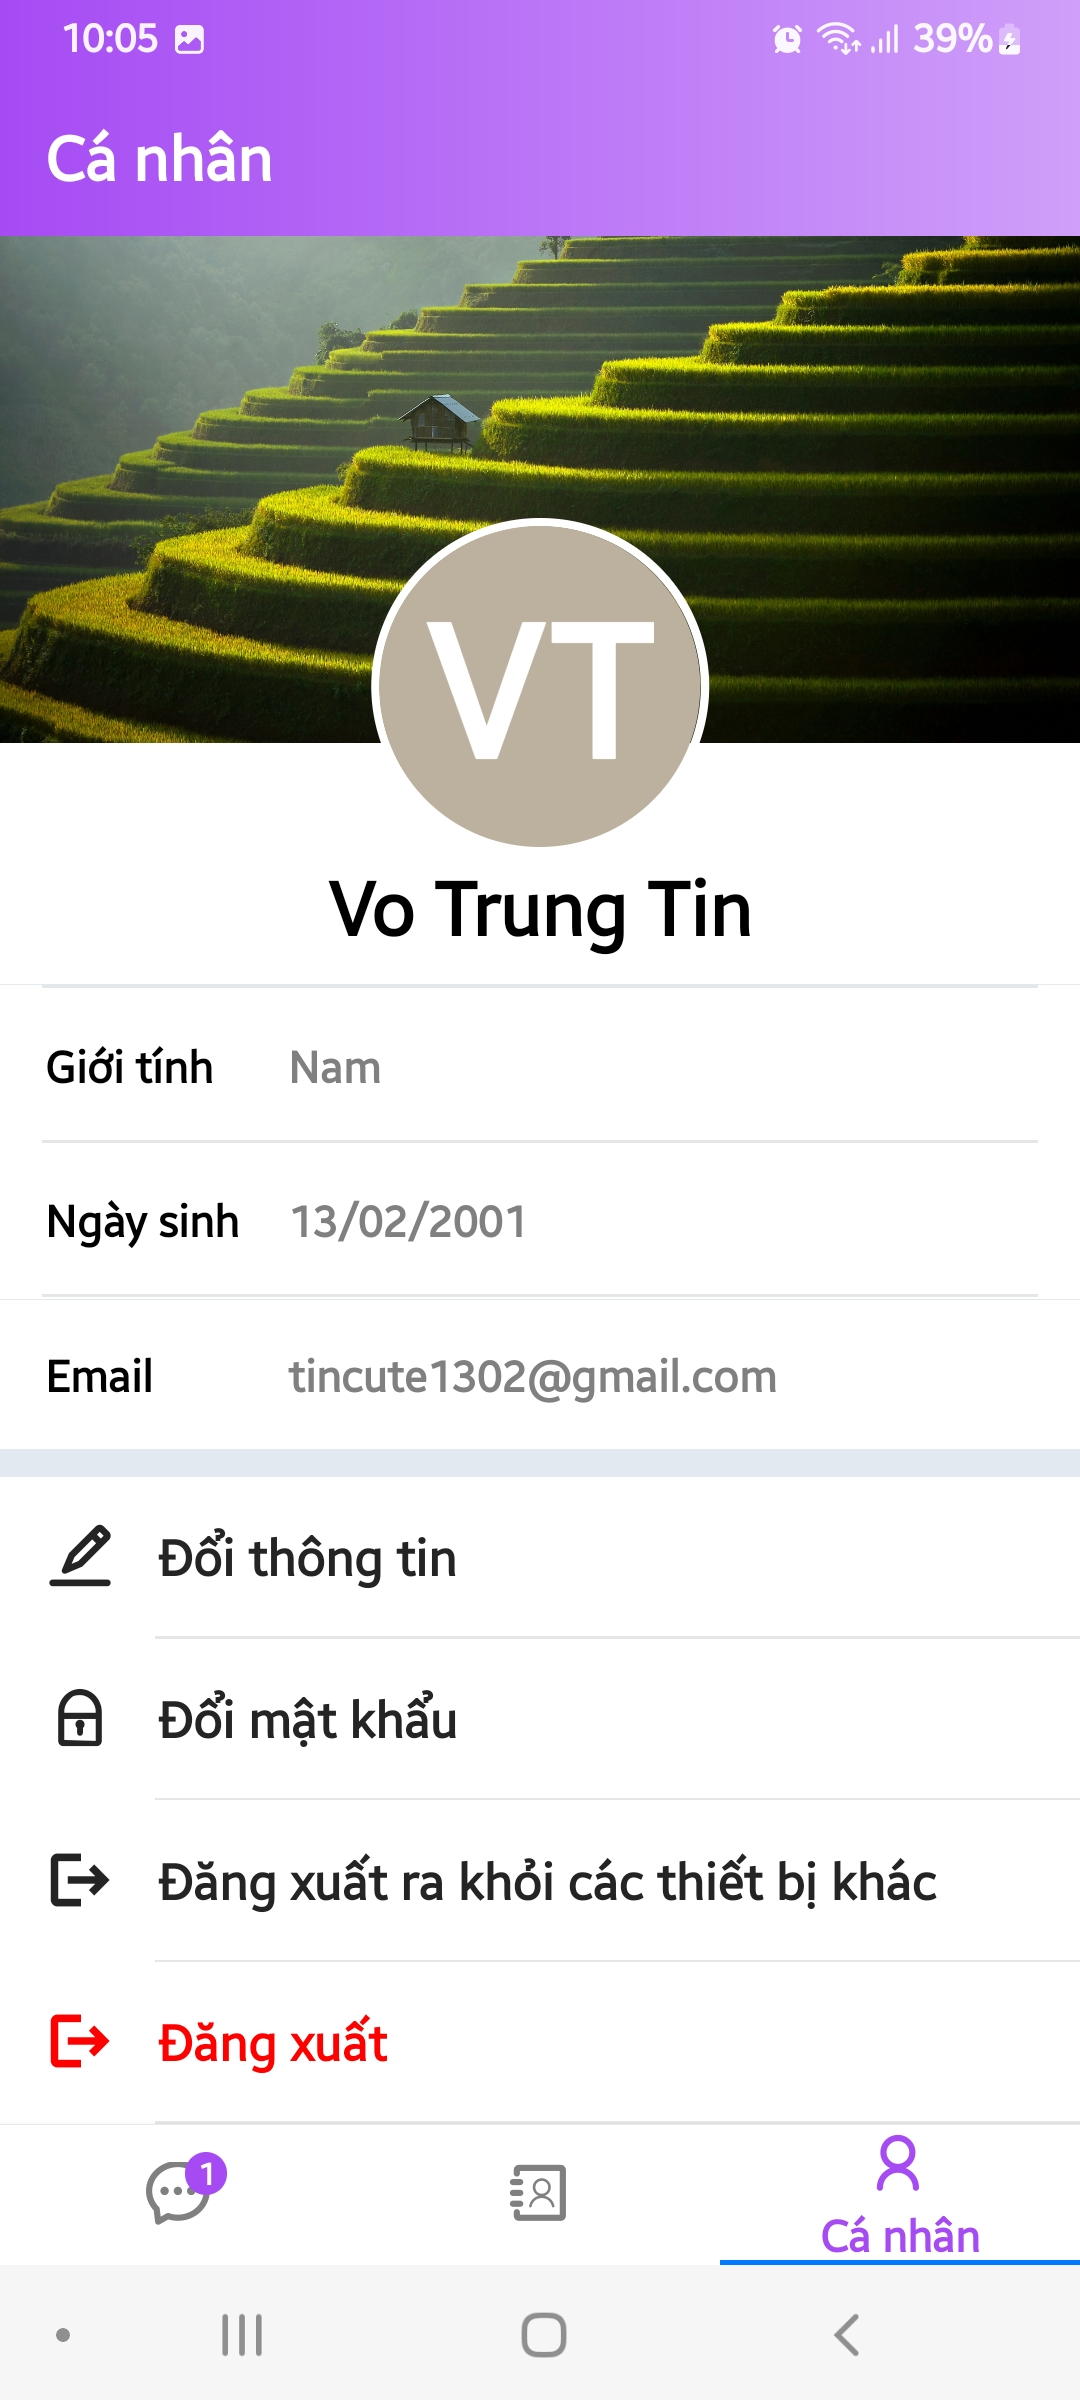 10:05
39%
Cá nhân
VT
Vo Trung Tin
Giới tính Nam
Ngày sinh 13/02/2001
Email tincute1302@gmail.com
Đổi thông tin
Đổi mật khẩu
Đăng xuất ra khỏi các thiết bị khác
Đăng xuất
1
Cá nhân